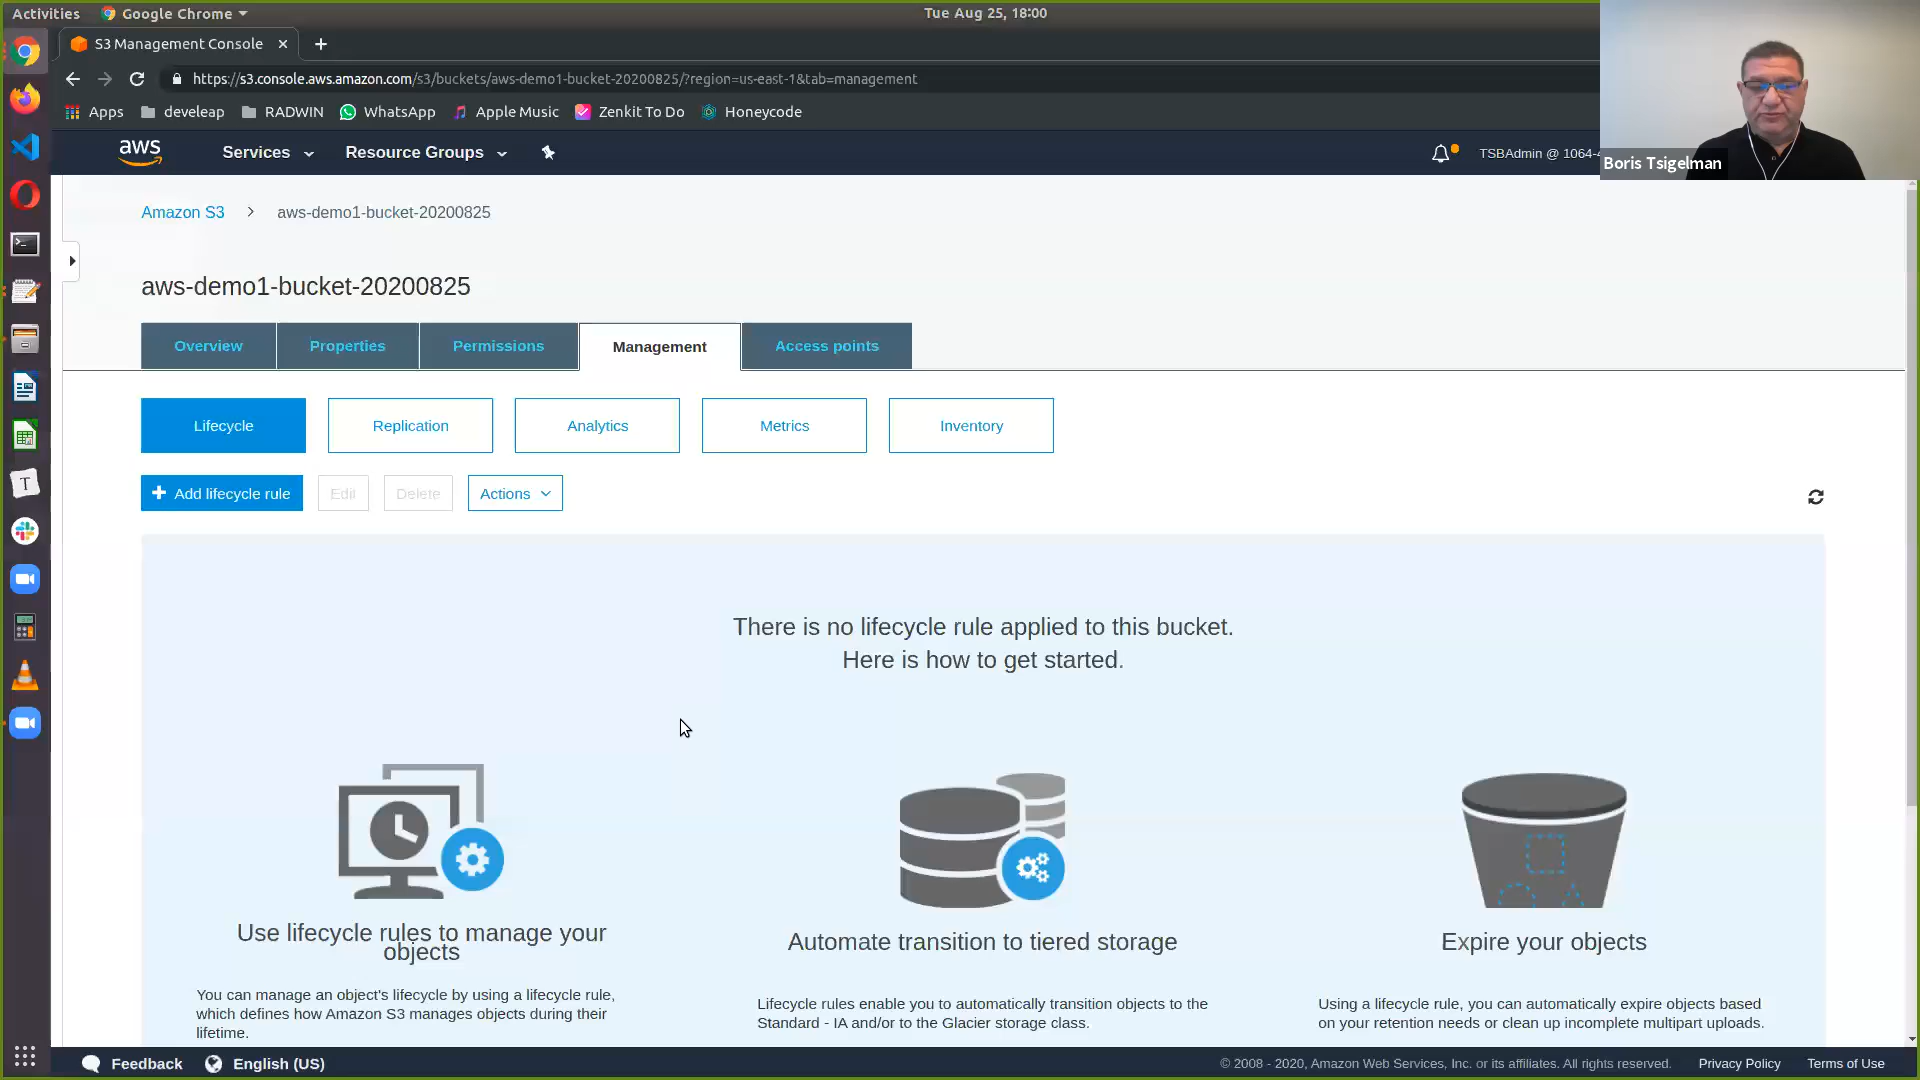 Activities
Google Chrome
Tue Aug 25, 18:00
S3 Management Console
https://s3.console.aws.amazon.com/s3/buckets/aws-demo1-bucket-20200825/?region=us-east-1&tab=management
Apps
develeap
RADWIN
WhatsApp
Apple Music
Zenkit To Do
Honeycode
aws
Services
Resource Groups
TSBAdmin @ 1064-
Boris Tsigelman
Amazon S3
aws-demo1-bucket-20200825
aws-demo1-bucket-20200825
Overview
Properties
Permissions
Management
Access points
Lifecycle
Replication
Analytics
Metrics
Inventory
Add lifecycle rule
Edit
Delete
Actions
There is no lifecycle rule applied to this bucket.
Here is how to get started.
Use lifecycle rules to manage your
objects
You can manage an object's lifecycle by using a lifecycle rule,
which defines how Amazon S3 manages objects during their
lifetime.
Automate transition to tiered storage
Lifecycle rules enable you to automatically transition objects to the
Standard - IA and/or to the Glacier storage class.
Expire your objects
Using a lifecycle rule, you can automatically expire objects based
on your retention needs or clean up incomplete multipart uploads.
T
Feedback
English (US)
© 2008 - 2020, Amazon Web Services, Inc. or its affiliates. All rights reserved.
Privacy Policy
Terms of Use